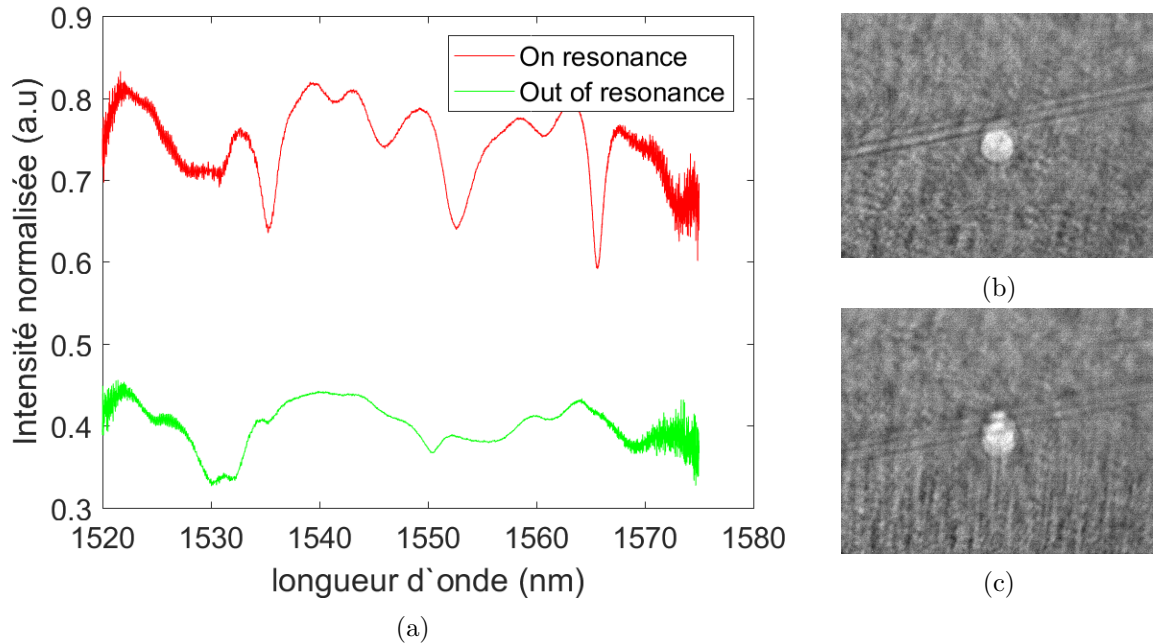 Intensité normalisée (a.u)
0.9
0.8
0.7
0.6
0.5
0.4
0.3
On resonance
Out of resonance
1520 1530 1540 1550 1560 1570 1580
longueur d`onde (nm)
(a)
(b)
(c)